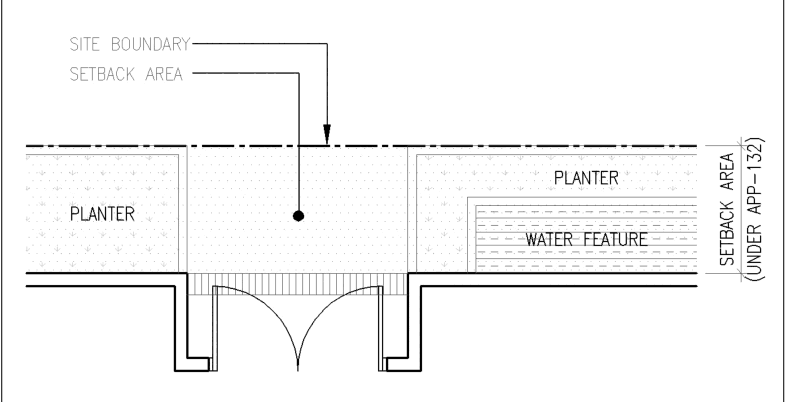 SITE BOUNDARY
SETBACK AREA
PLANTER
PLANTER
WATER FEATURE
SETBACK AREA
(UNDER APP-132)